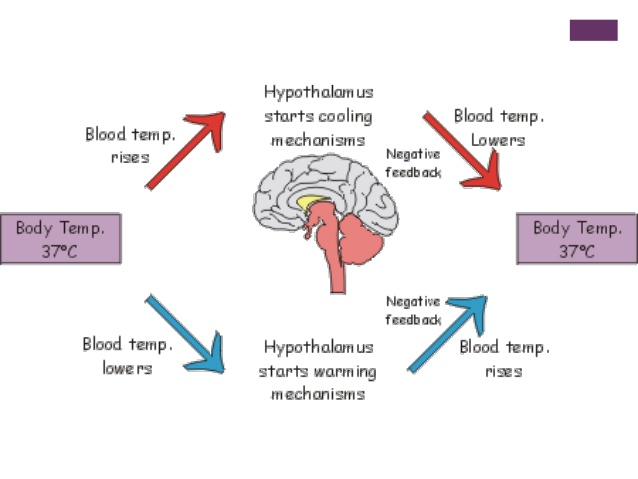 Hypothalamus
starts cooling
mechanisms
Blood temp.
rises
Blood temp.
Lowers
Negative
feedback
Body Temp.
37°C
Body Temp.
37°C
Negative
feedback
Blood temp.
lowers
Hypothalamus
starts warming
mechanisms
Blood temp.
rises